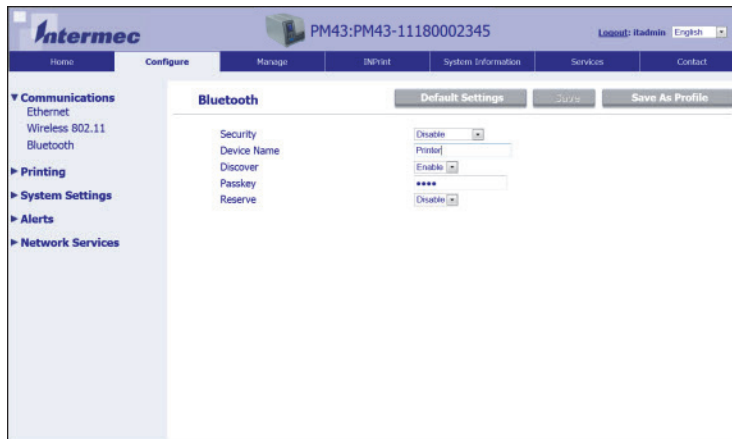 Intermec
PM43:PM43-11180002345
Logout: itadmin English
Home Configure Manage INPrint System Information Services Contact
Communications
Ethernet
Wireless 802.11
Bluetooth
Printing
System Settings
Alerts
Network Services
Bluetooth Default Settings Save Save As Profile
Security Disable
Device Name Printer
Discover Enable
Passkey ••••
Reserve Disable